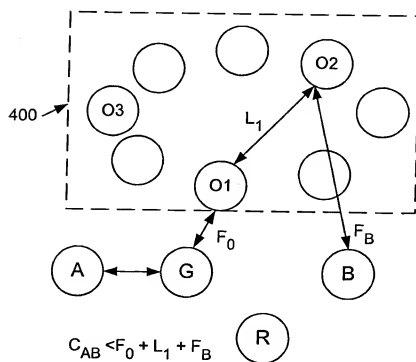 O2
O3
400
L1
O1
F0
FB
A
G
B
R
CAB <F0 + L1 + FB